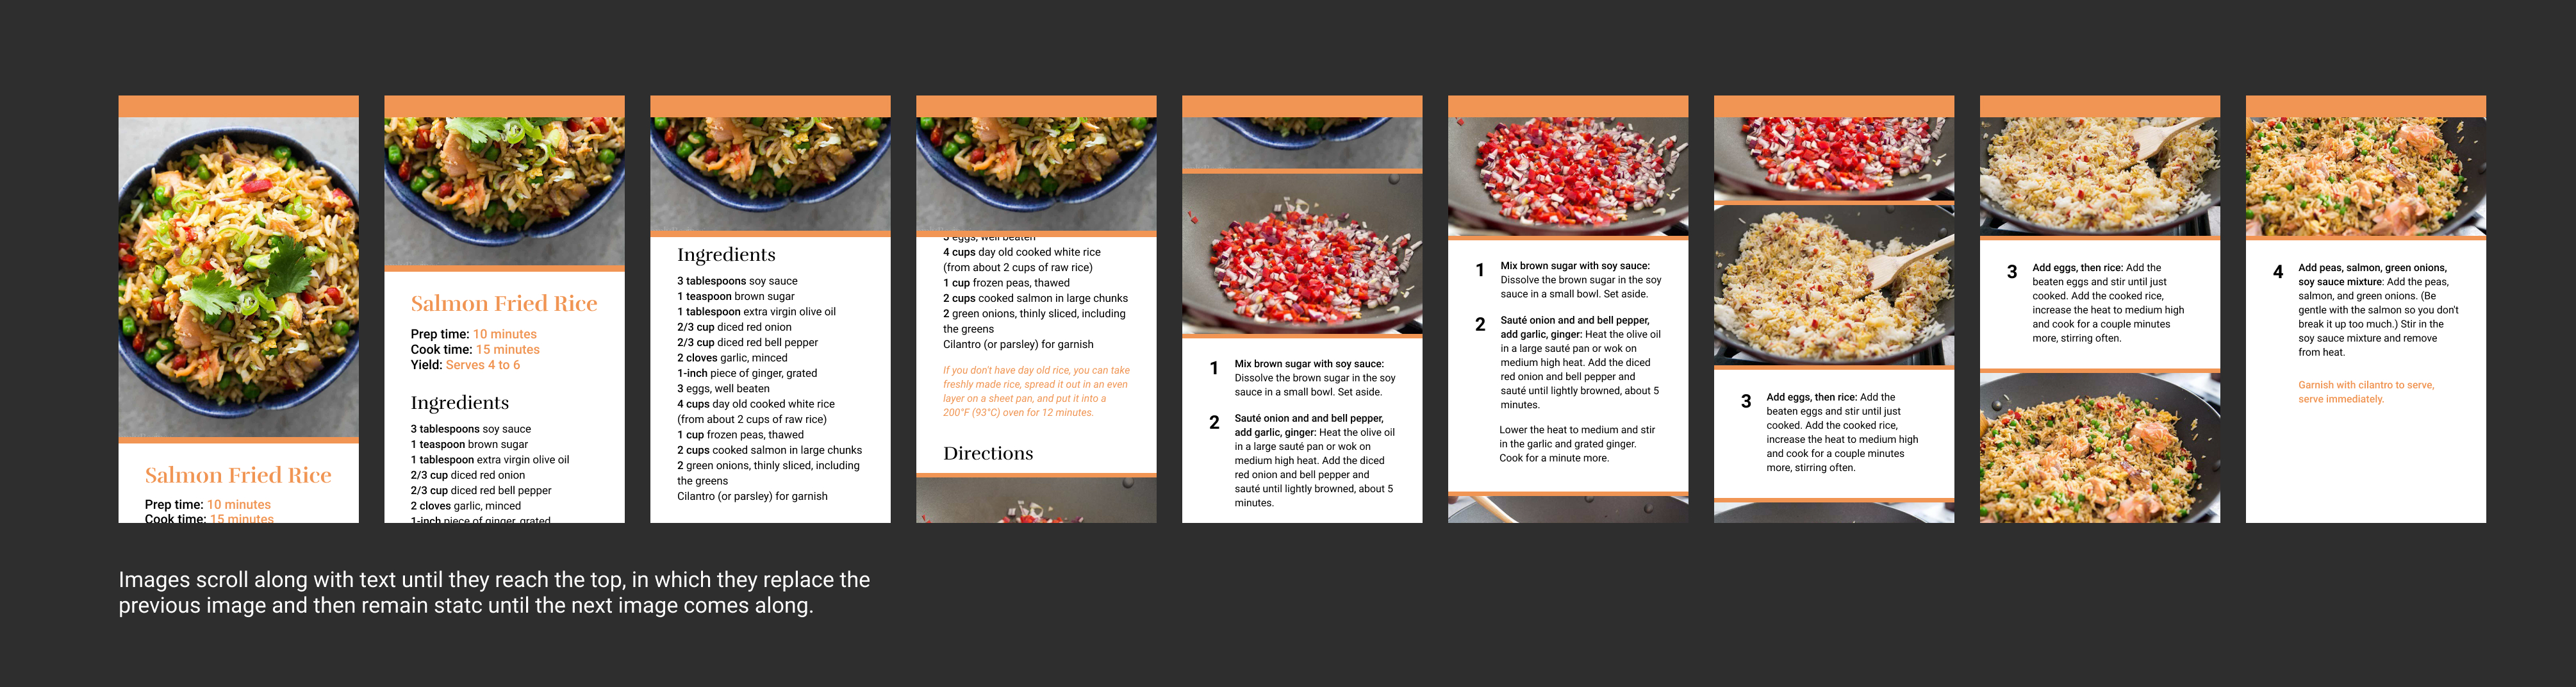 Salmon Fried Rice
Prep time: 10 minutes
Cook time: 15 minutes
Salmon Fried Rice
Prep time: 10 minutes
Cook time: 15 minutes
Yield: Serves 4 to 6
Ingredients
3 tablespoons soy sauce
1 teaspoon brown sugar
1 tablespoon extra virgin olive oil
2/3 cup diced red onion
2/3 cup diced red bell pepper
2 cloves garlic, minced
1-inch piece of ginger, grated
Ingredients
3 tablespoons soy sauce
1 teaspoon brown sugar
1 tablespoon extra virgin olive oil
2/3 cup diced red onion
2/3 cup diced red bell pepper
2 cloves garlic, minced
1-inch piece of ginger, grated
3 eggs, well beaten
4 cups day old cooked white rice
(from about 2 cups of raw rice)
1 cup frozen peas, thawed
2 cups cooked salmon in large chunks
2 green onions, thinly sliced, including
the greens
Cilantro (or parsley) for garnish
3 eggs, well beaten
4 cups day old cooked white rice
(from about 2 cups of raw rice)
1 cup frozen peas, thawed
2 cups cooked salmon in large chunks
2 green onions, thinly sliced, including
the greens
Cilantro (or parsley) for garnish
If you don't have day old rice, you can take
freshly made rice, spread it out in an even
layer on a sheet pan, and put it into a
200°F (93°C) oven for 12 minutes.
Directions
1 Mix brown sugar with soy sauce:
Dissolve the brown sugar in the soy
sauce in a small bowl. Set aside.
2 Sauté onion and and bell pepper,
add garlic, ginger: Heat the olive oil
in a large sauté pan or wok on
medium high heat. Add the diced
red onion and bell pepper and
sauté until lightly browned, about 5
minutes.
1 Mix brown sugar with soy sauce:
Dissolve the brown sugar in the soy
sauce in a small bowl. Set aside.
2 Sauté onion and and bell pepper,
add garlic, ginger: Heat the olive oil
in a large sauté pan or wok on
medium high heat. Add the diced
red onion and bell pepper and
sauté until lightly browned, about 5
minutes.
Lower the heat to medium and stir
in the garlic and grated ginger.
Cook for a minute more.
3 Add eggs, then rice: Add the
beaten eggs and stir until just
cooked. Add the cooked rice,
increase the heat to medium high
and cook for a couple minutes
more, stirring often.
3 Add eggs, then rice: Add the
beaten eggs and stir until just
cooked. Add the cooked rice,
increase the heat to medium high
and cook for a couple minutes
more, stirring often.
4 Add peas, salmon, green onions,
soy sauce mixture: Add the peas,
salmon, and green onions. (Be
gentle with the salmon so you don't
break it up too much.) Stir in the
soy sauce mixture and remove
from heat.
Garnish with cilantro to serve,
serve immediately.
Images scroll along with text until they reach the top, in which they replace the
previous image and then remain statc until the next image comes along.